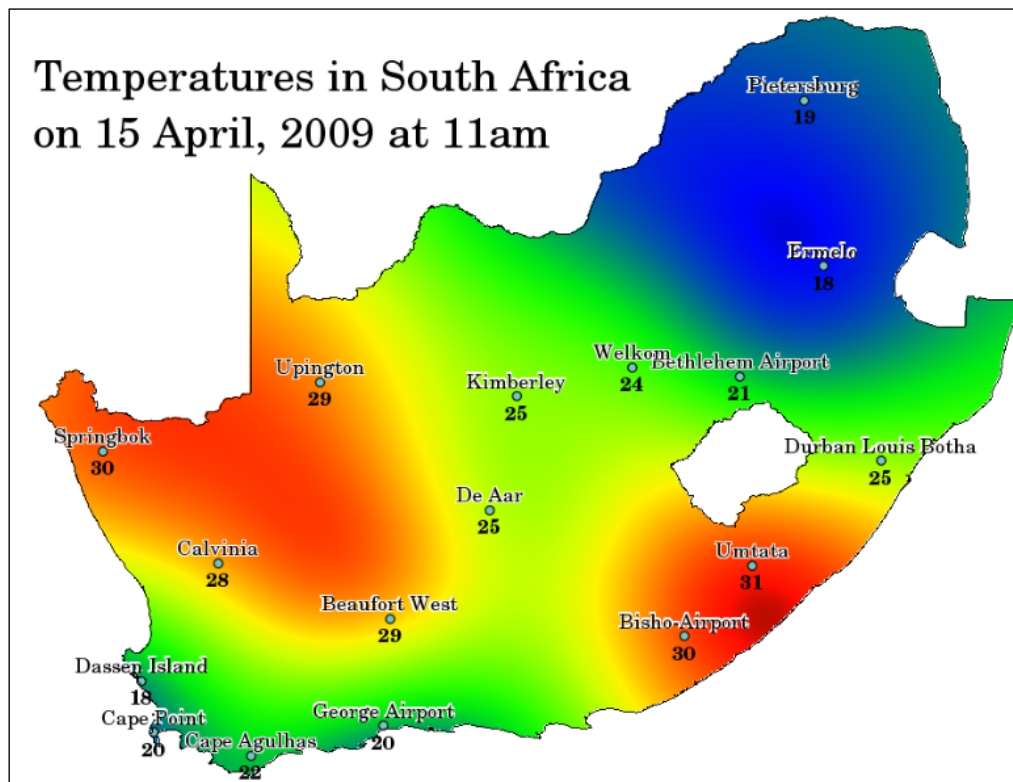 Temperatures in South Africa
on 15 April, 2009 at 11am
Pietersburg
19
Ermelo
18
Welkom
24
Bethlehem Airport
21
Upington
29
Kimberley
25
Springbok
30
Durban Louis Botha
25
De Aar
25
Calvinia
28
Umtata
31
Beaufort West
29
Bisho-Airport
30
Dassen Island
18
Cape Point
20
George Airport
20
Cape Agulhas
22